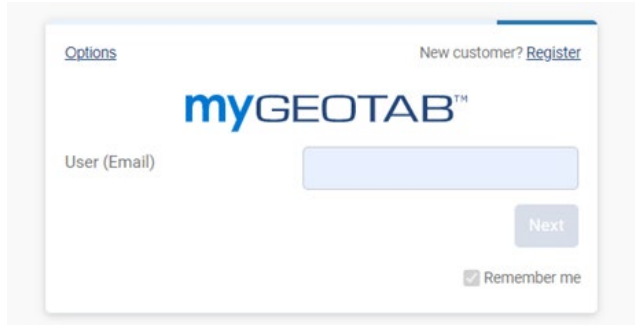 Options
New customer? Register
myGEOTAB™
User (Email)
Next
Remember me